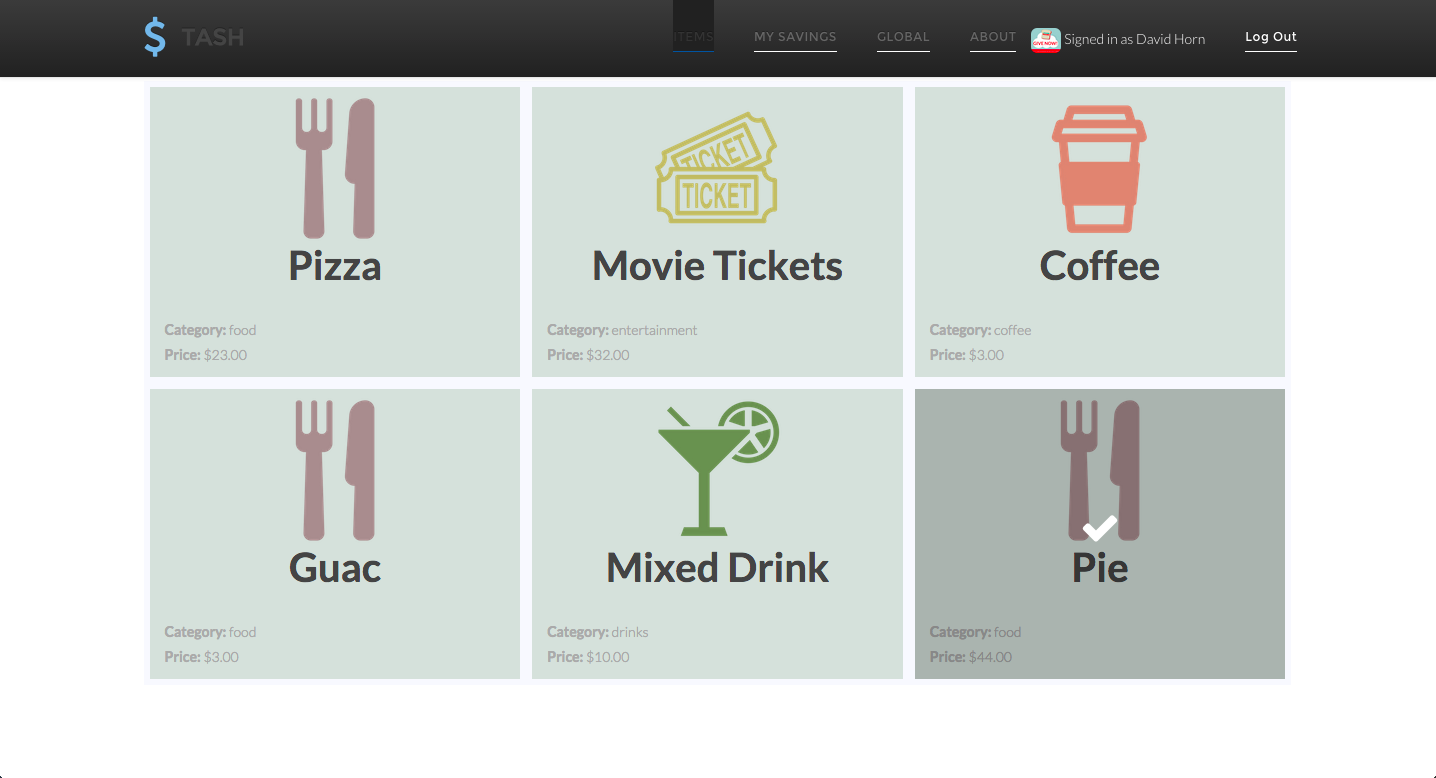 $ TASH
ITEMS MY SAVINGS GLOBAL ABOUT GIVE NOW! Signed in as David Horn Log Out
TICKET
TICKET
Pizza Movie Tickets Coffee
Category: food Category: entertainment Category: coffee
Price: $23.00 Price: $32.00 Price: $3.00
Guac Mixed Drink Pie
Category: food Category: drinks Category: food
Price: $3.00 Price: $10.00 Price: $44.00